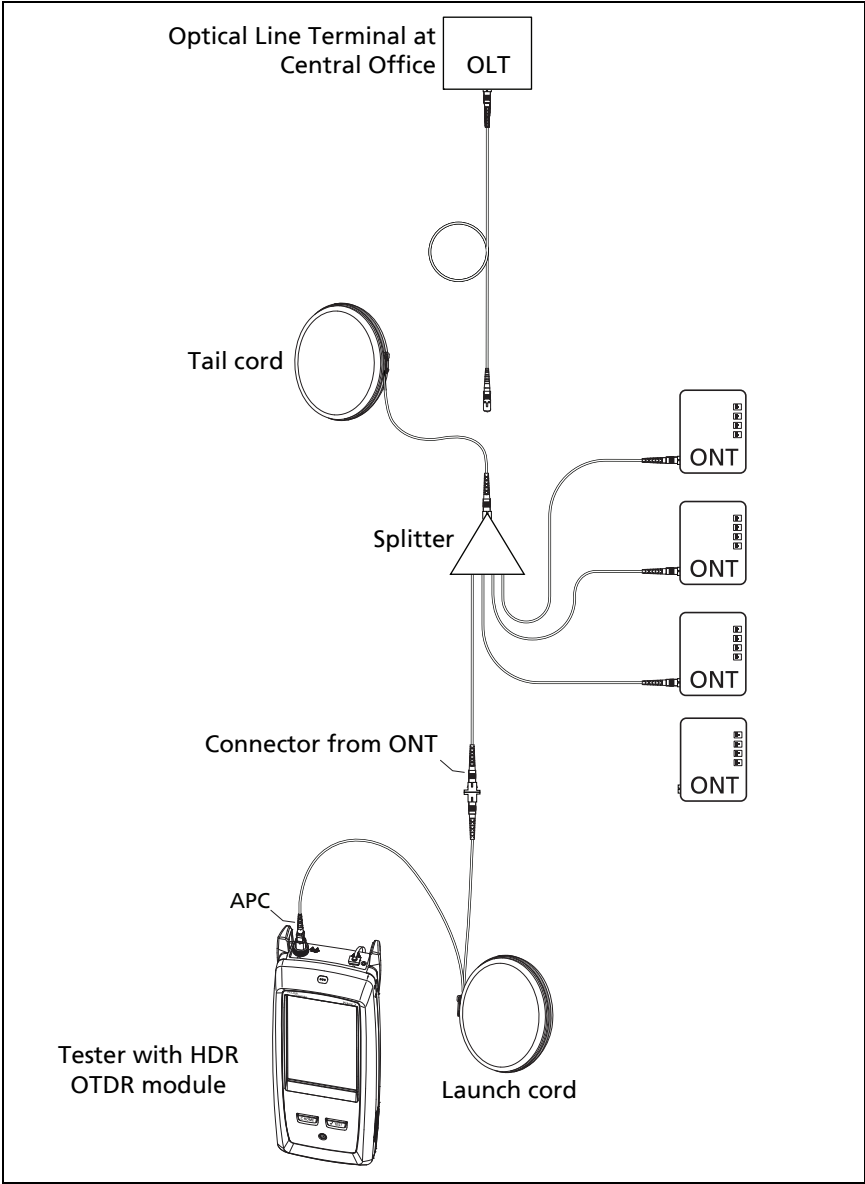 Optical Line Terminal at
Central Office
OLT
Tail cord
ONT
Splitter
ONT
ONT
Connector from ONT
ONT
APC
Tester with HDR
OTDR module
Launch cord